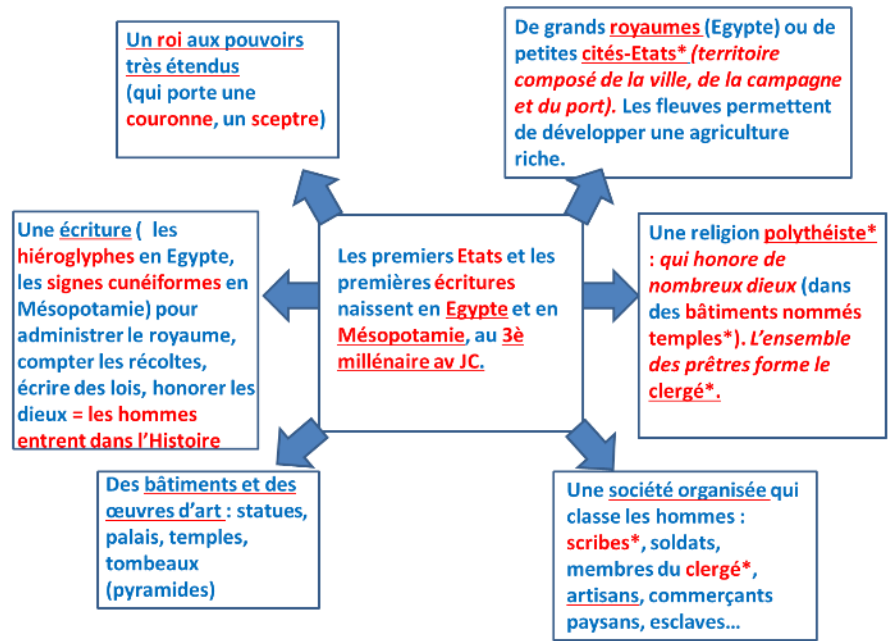 Un roi aux pouvoirs
très étendus
(qui porte une
couronne, un sceptre)
De grands royaumes (Egypte) ou de
petites cités-Etats* (territoire
composé de la ville, de la campagne
et du port). Les fleuves permettent
de développer une agriculture
riche.
Une écriture ( les
hiéroglyphes en Egypte,
les signes cunéiformes en
Mésopotamie) pour
administrer le royaume,
compter les récoltes,
écrire des lois, honorer les
dieux = les hommes
entrent dans l'Histoire
Les premiers Etats et les
premières écritures
naissent en Egypte et en
Mésopotamie, au 3è
millénaire av JC.
Une religion polythéiste*
: qui honore de
nombreux dieux (dans
des bâtiments nommés
temples*). L'ensemble
des prêtres forme le
clergé*.
Des bâtiments et des
œuvres d'art : statues,
palais, temples,
tombeaux
(pyramides)
Une société organisée qui
classe les hommes :
scribes*, soldats,
membres du clergé*,
artisans, commerçants
paysans, esclaves…